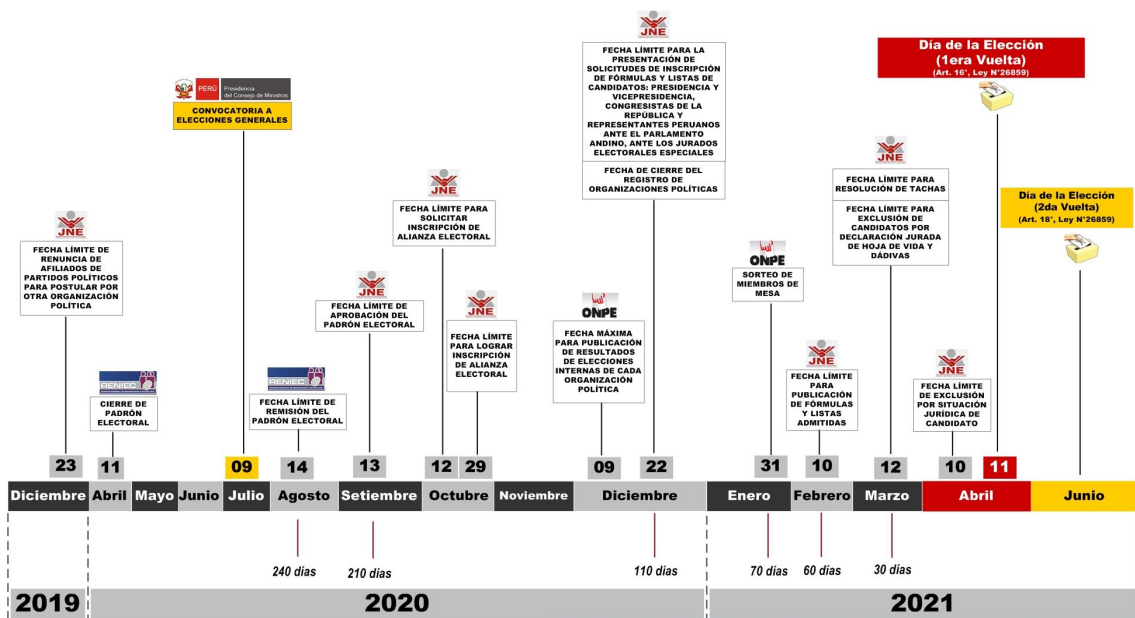 JNE
FECHA LÍMITE DE
RENUNCIA DE
AFILIADOS DE
PARTIDOS POLÍTICOS
PARA POSTULAR POR
OTRA ORGANIZACIÓN
POLÍTICA
RENIEC
CIERRE DE
PADRÓN
ELECTORAL
PERÚ
Presidencia
del Consejo de Ministros
CONVOCATORIA A
ELECCIONES GENERALES
RENIEC
FECHA LÍMITE DE
REMISIÓN DEL
PADRÓN ELECTORAL
JNE
FECHA LÍMITE DE
APROBACIÓN DEL
PADRÓN ELECTORAL
JNE
FECHA LÍMITE PARA
SOLICITAR
INSCRIPCIÓN DE
ALIANZA ELECTORAL
JNE
FECHA LÍMITE
PARA LOGRAR
INSCRIPCIÓN
DE ALIANZA
ELECTORAL
ONPE
FECHA MÁXIMA
PARA PUBLICACIÓN
DE RESULTADOS
DE ELECCIONES
INTERNAS DE CADA
ORGANIZACIÓN
POLÍTICA
JNE
FECHA LÍMITE PARA LA
PRESENTACIÓN DE
SOLICITUDES DE INSCRIPCIÓN
DE FÓRMULAS Y LISTAS DE
CANDIDATOS: PRESIDENCIA Y
VICEPRESIDENCIA,
CONGRESISTAS DE LA
REPÚBLICA Y
REPRESENTANTES PERUANOS
ANTE EL PARLAMENTO
ANDINO, ANTE LOS JURADOS
ELECTORALES ESPECIALES
FECHA DE CIERRE DEL
REGISTRO DE
ORGANIZACIONES POLÍTICAS
ONPE
SORTEO DE
MIEMBROS DE
MESA
JNE
FECHA LÍMITE
PARA
PUBLICACIÓN
DE FÓRMULAS
Y LISTAS
ADMITIDAS
JNE
FECHA LÍMITE PARA
RESOLUCIÓN DE TACHAS
FECHA LÍMITE PARA
EXCLUSIÓN DE
CANDIDATOS POR
DECLARACIÓN JURADA
DE HOJA DE VIDA Y
DÁDIVAS
JNE
FECHA LÍMITE
DE EXCLUSIÓN
POR SITUACIÓN
JURÍDICA DE
CANDIDATO
Día de la Elección
(1era Vuelta)
(Art. 16°, Ley N°26859)
Día de la Elección
(2da Vuelta)
(Art. 18°, Ley N°26859)
23 11 09 14 13 12 29 09 22 31 10 12 10 11
Diciembre Abril Mayo Junio Julio Agosto Setiembre Octubre Noviembre Diciembre Enero Febrero Marzo Abril Junio
240 días 210 días 110 días 70 días 60 días 30 días
2019 2020 2021